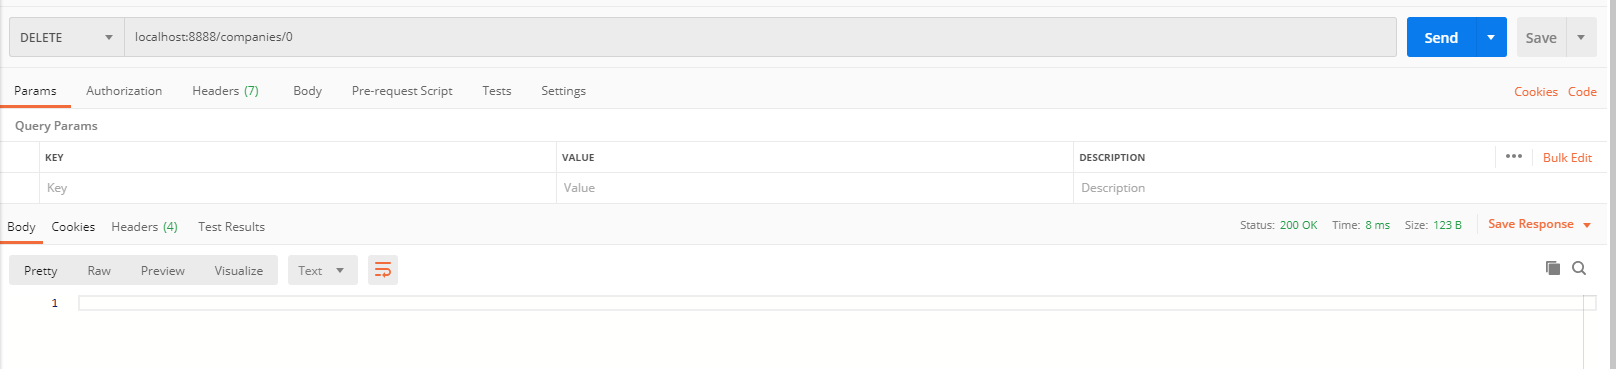 DELETE localhost:8888/companies/0 Send Save
Params Authorization Headers (7) Body Pre-request Script Tests Settings Cookies Code
Query Params
KEY VALUE DESCRIPTION ••• Bulk Edit
Key Value Description
Body Cookies Headers (4) Test Results Status: 200 OK Time: 8 ms Size: 123 B Save Response
Pretty Raw Preview Visualize Text
1